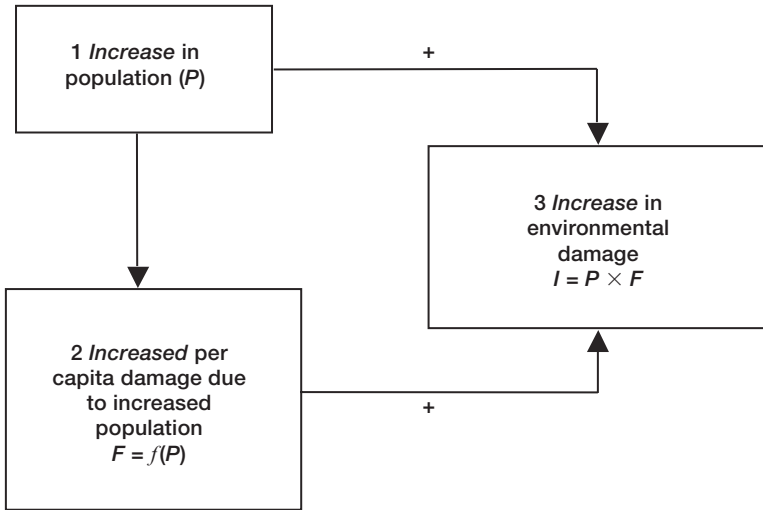 1 Increase in
population (P)
+
3 Increase in
environmental
damage
I = P × F
2 Increased per
capita damage due
to increased
population
F = f(P)
+